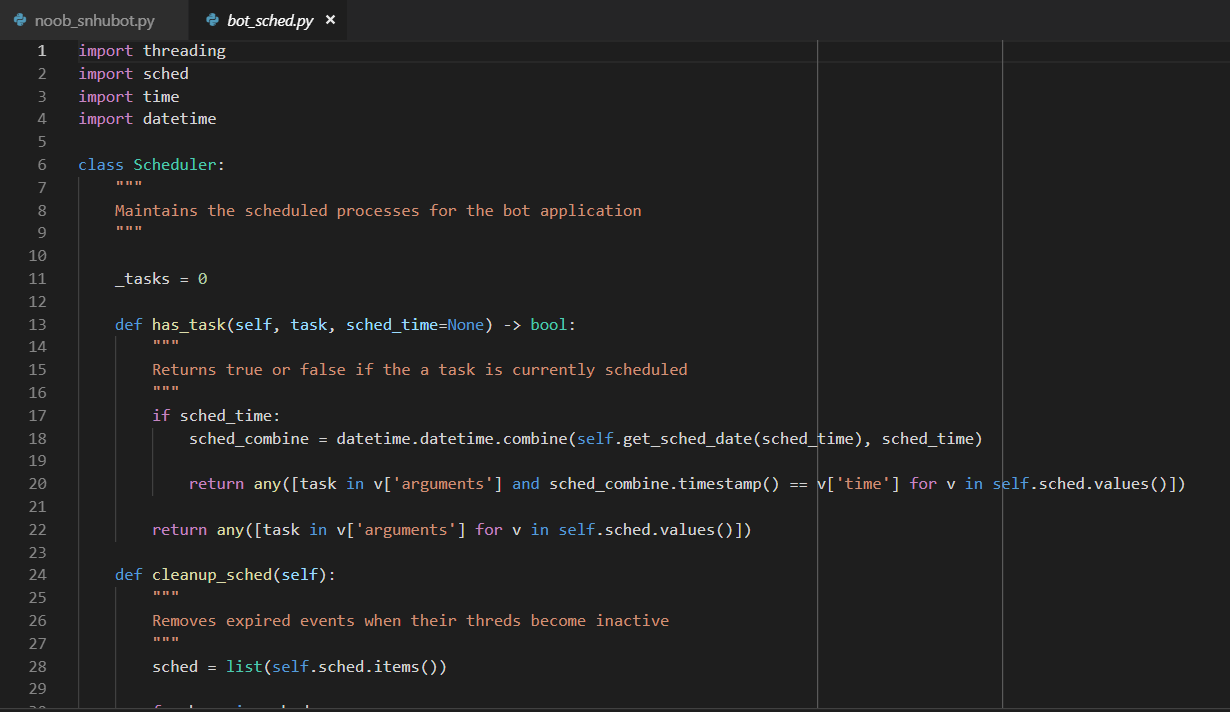 noob_snhubot.py bot_sched.py ×
1 import threading
2 import sched
3 import time
4 import datetime
5
6 class Scheduler:
7     """
8     Maintains the scheduled processes for the bot application
9     """
10
11     _tasks = 0
12
13     def has_task(self, task, sched_time=None) -> bool:
14         """
15         Returns true or false if the a task is currently scheduled
16         """
17         if sched_time:
18             sched_combine = datetime.datetime.combine(self.get_sched_date(sched_time), sched_time)
19
20             return any([task in v['arguments'] and sched_combine.timestamp() == v['time'] for v in self.sched.values()])
21
22         return any([task in v['arguments'] for v in self.sched.values()])
23
24     def cleanup_sched(self):
25         """
26         Removes expired events when their threds become inactive
27         """
28         sched = list(self.sched.items())
29